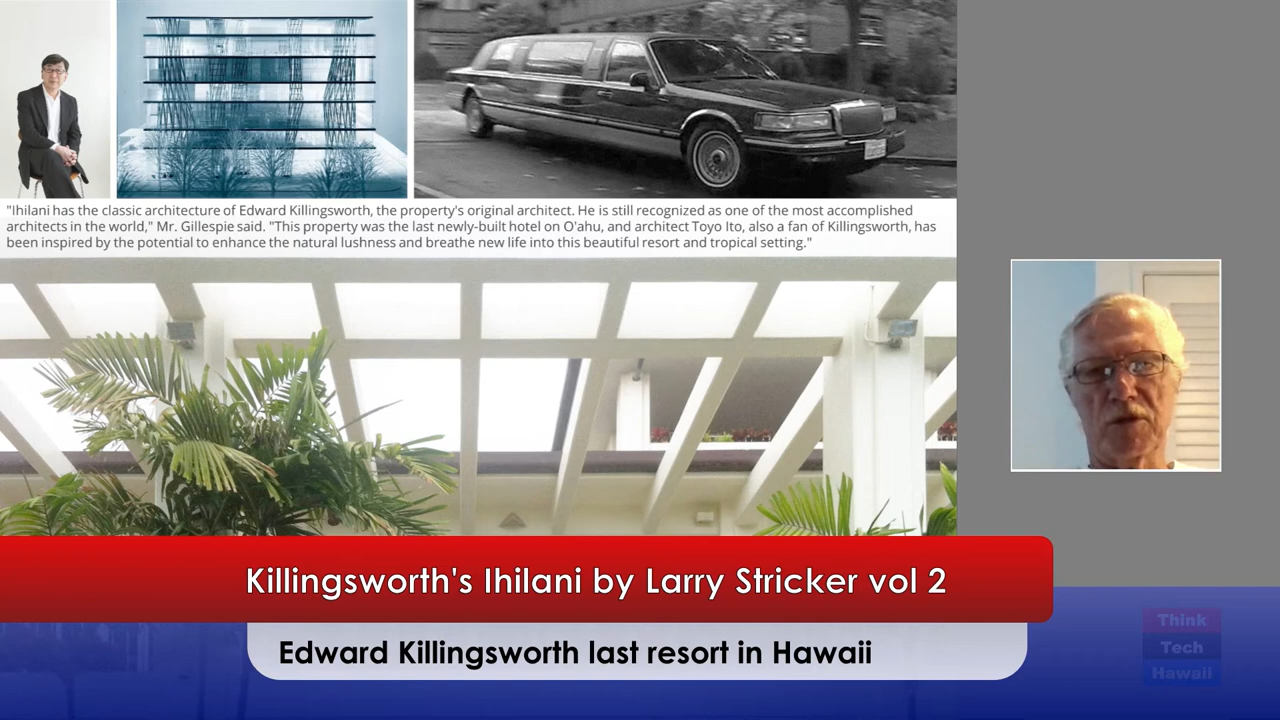 "Ihilani has the classic architecture of Edward Killingsworth, the property's original architect. He is still recognized as one of the most accomplished
architects in the world," Mr. Gillespie said. "This property was the last newly-built hotel on O'ahu, and architect Toyo Ito, also a fan of Killingsworth, has
been inspired by the potential to enhance the natural lushness and breathe new life into this beautiful resort and tropical setting."
Killingsworth's Ihilani by Larry Stricker vol 2
Edward Killingsworth last resort in Hawaii
Think
Tech
Hawaii